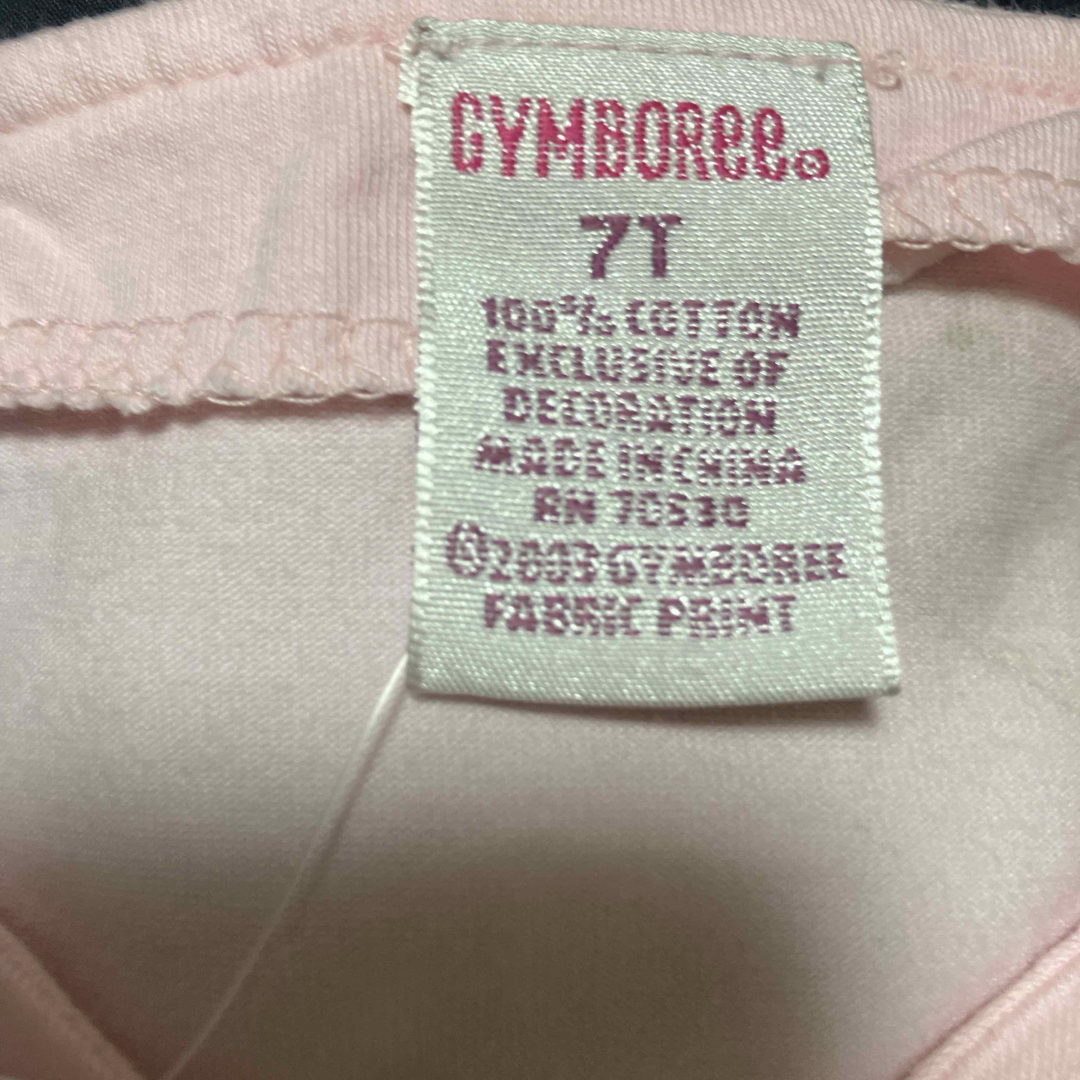 GYMBOREE®
7T
100% COTTON
EXCLUSIVE OF
DECORATION
MADE IN CHINA
RN 70530
©2003 GYMBOREE
FABRIC PRINT